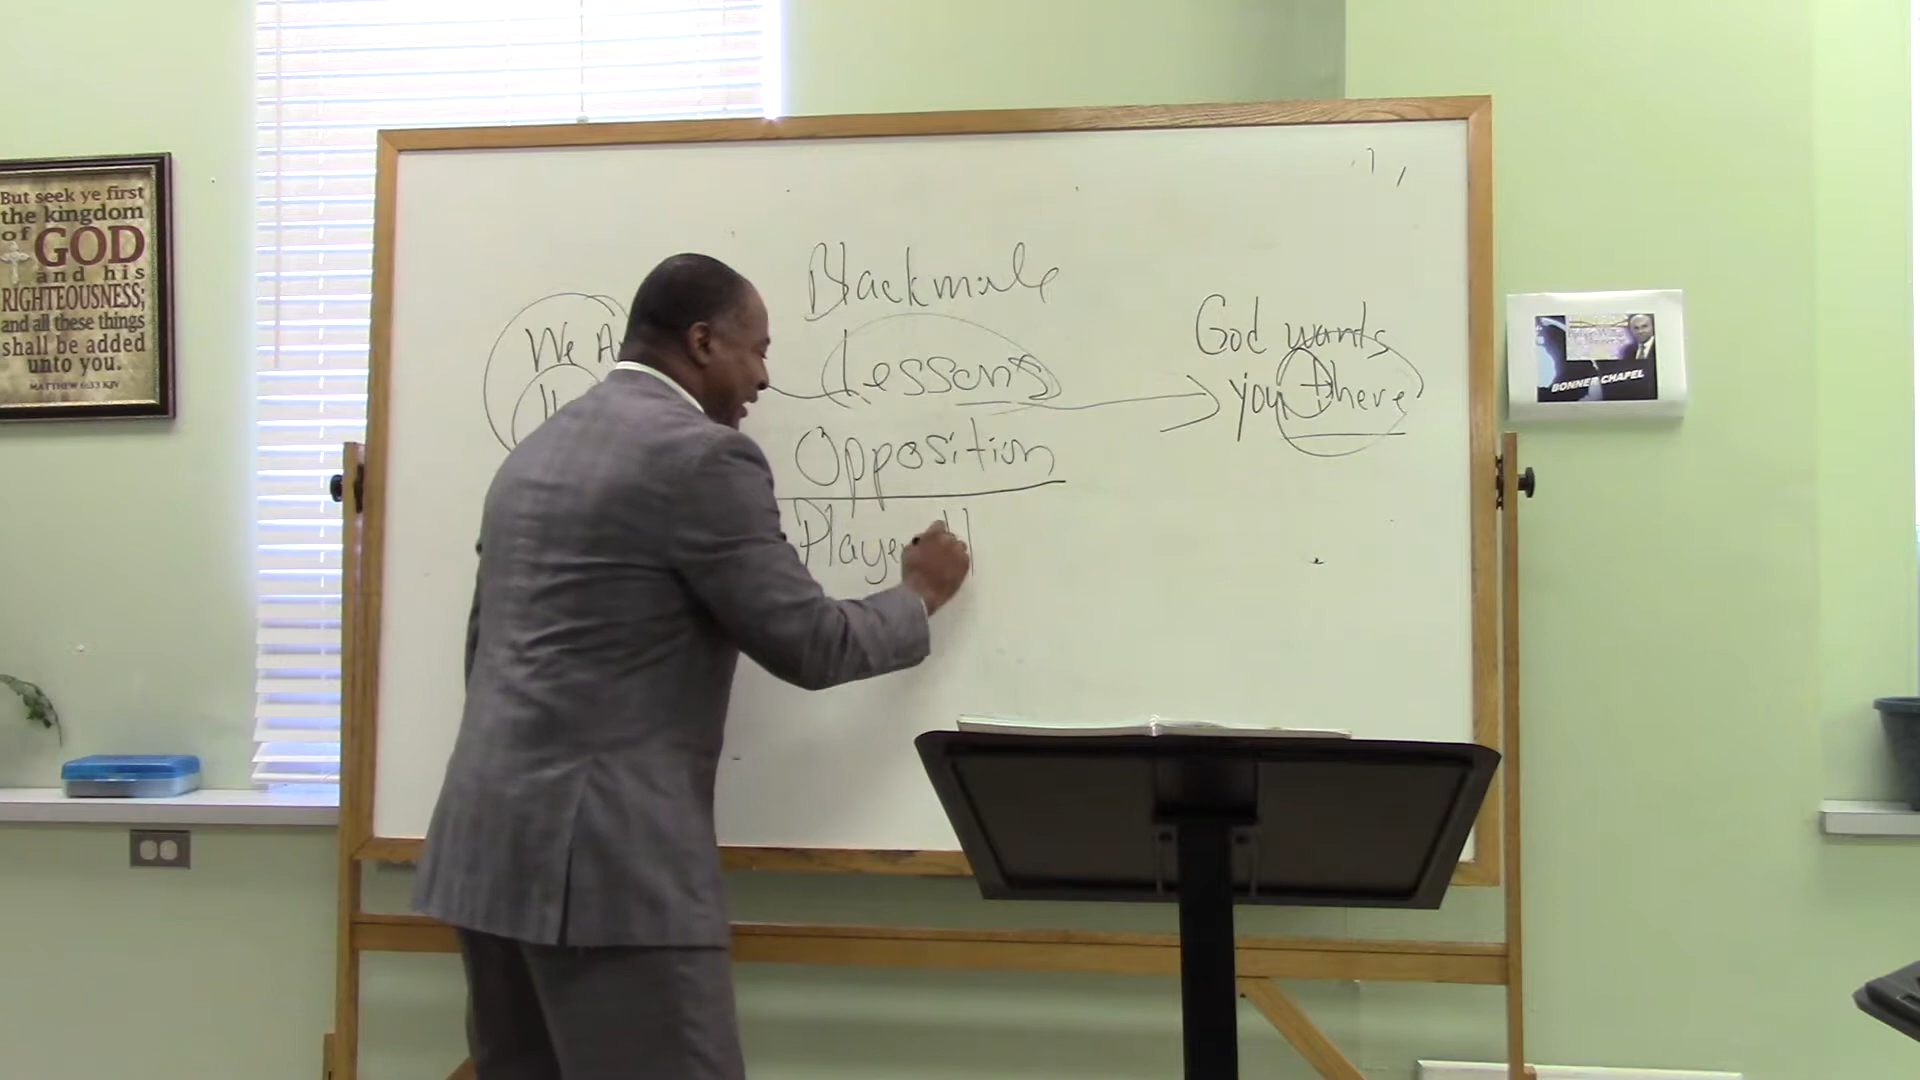 But seek ye first
the kingdom
of GOD
and his
RIGHTEOUSNESS;
and all these things
shall be added
unto you.
MATTHEW 6:33 KJV
We
Blackmale
Lessons
Opposition
God wants
you There
BONNER CHAPEL